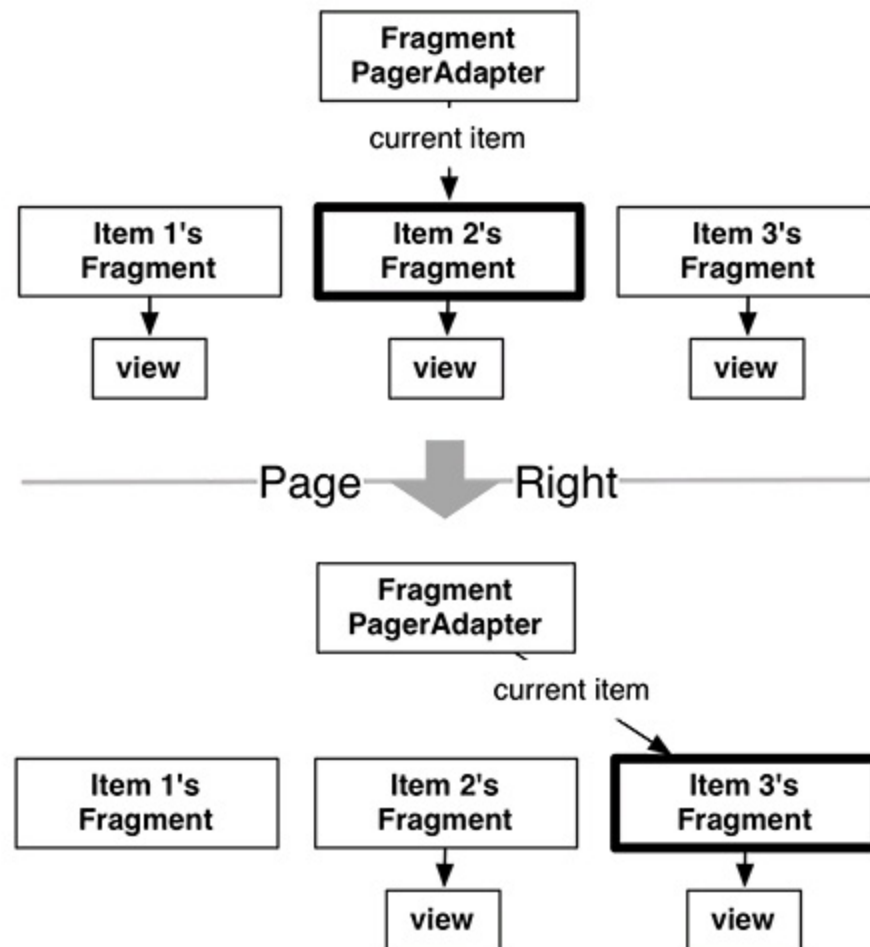 Fragment
PagerAdapter
current item
Item 1's
Fragment
Item 2's
Fragment
Item 3's
Fragment
view
view
view
Page Right
Fragment
PagerAdapter
current item
Item 1's
Fragment
Item 2's
Fragment
Item 3's
Fragment
view
view